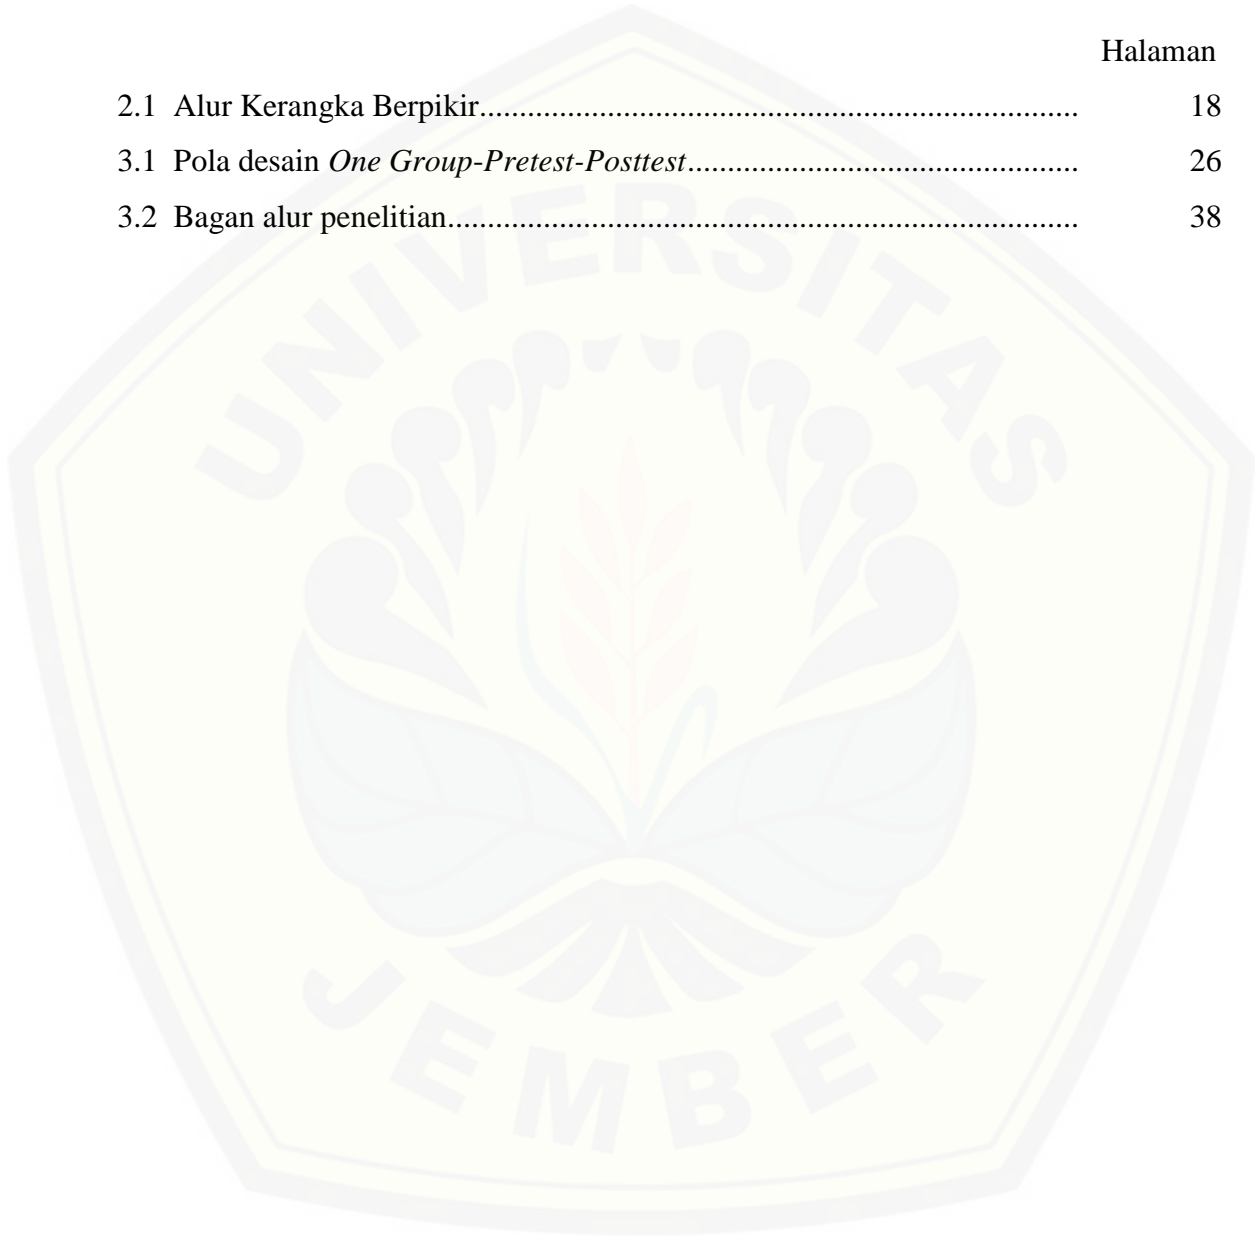 Halaman
2.1 Alur Kerangka Berpikir........................................................................... 18
3.1 Pola desain One Group-Pretest-Posttest................................................. 26
3.2 Bagan alur penelitian............................................................................... 38
UNIVERSITAS
JEMBER